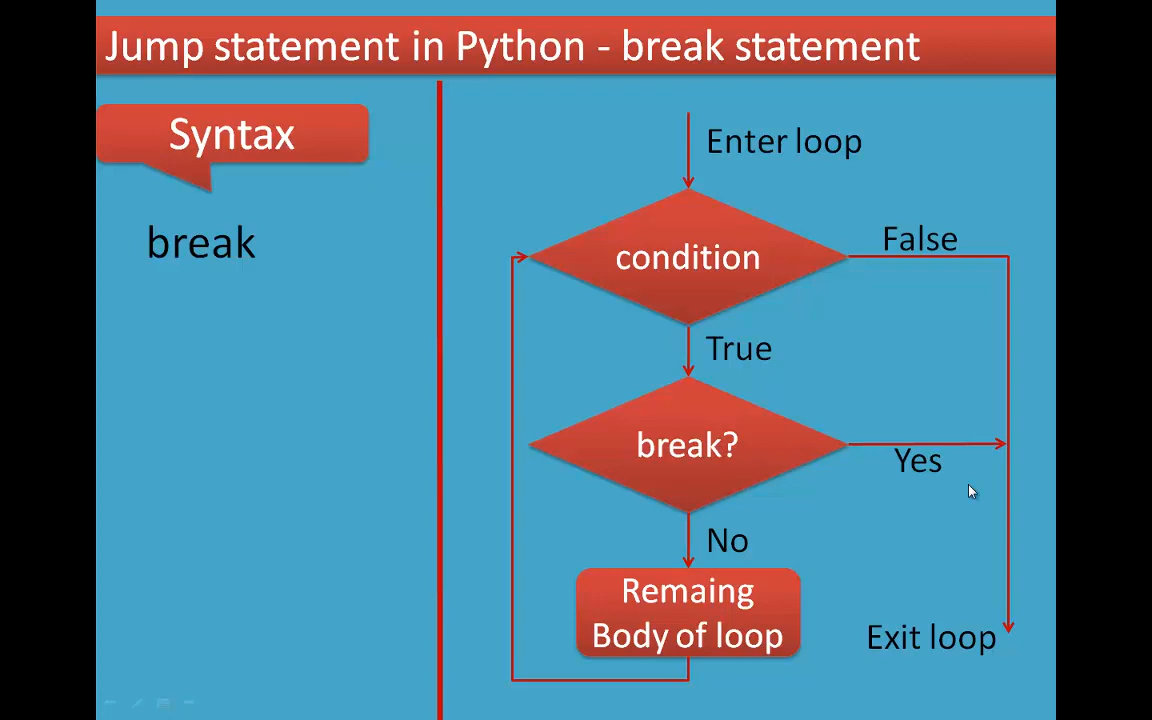 Jump statement in Python - break statement
Syntax
break
Enter loop
condition
False
True
break?
Yes
No
Remaing
Body of loop
Exit loop